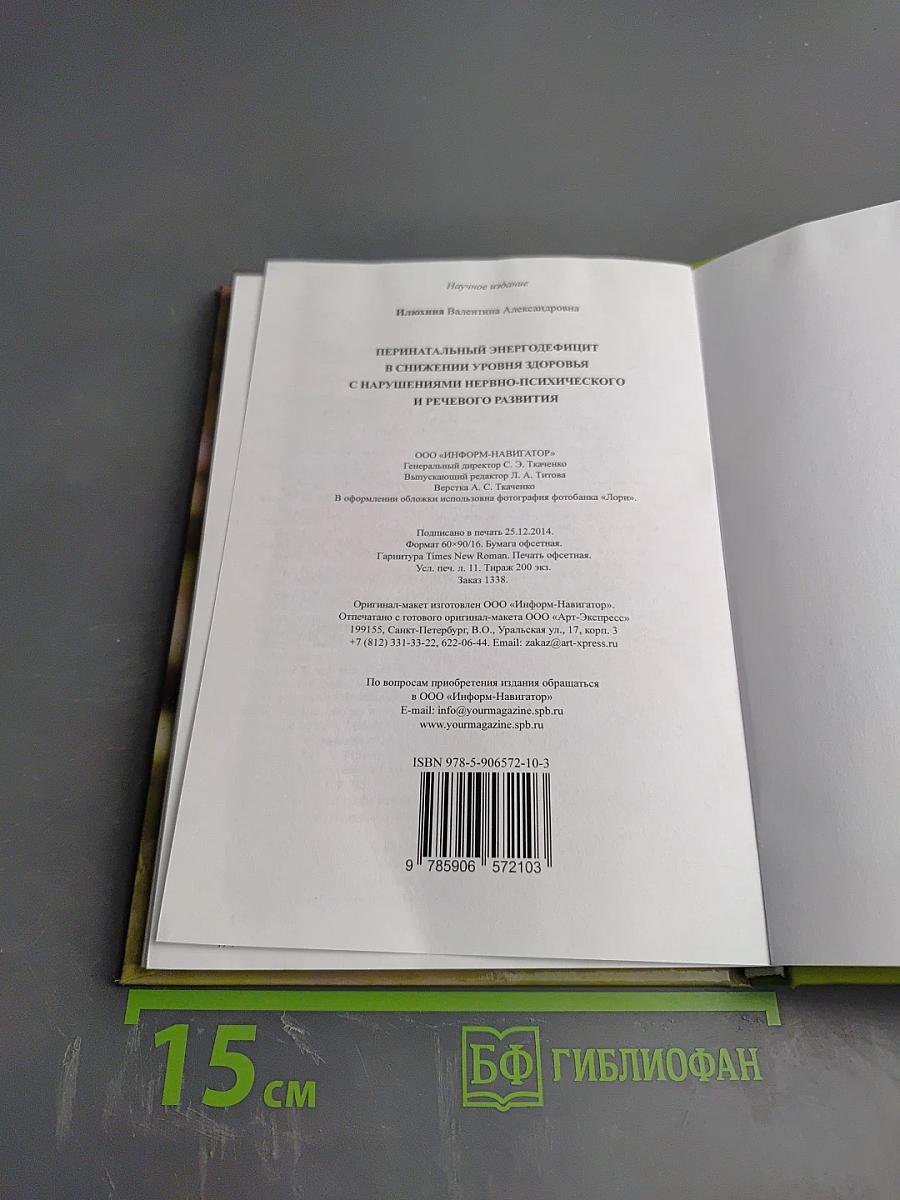 Научное издание
Илюхина Валентина Александровна
ПЕРИНАТАЛЬНЫЙ ЭНЕРГОДЕФИЦИТ
В СНИЖЕНИИ УРОВНЯ ЗДОРОВЬЯ
С НАРУШЕНИЯМИ НЕРВНО-ПСИХИЧЕСКОГО
И РЕЧЕВОГО РАЗВИТИЯ
ООО «ИНФОРМ-НАВИГАТОР»
Генеральный директор С. Э. Ткаченко
Выпускающий редактор Л. А. Титова
Верстка А. С. Ткаченко
В оформлении обложки использовна фотография фотобанка «Лори».
Подписано в печать 25.12.2014.
Формат 60×90/16. Бумага офсетная.
Гарнитура Times New Roman. Печать офсетная.
Усл. печ. л. 11. Тираж 200 экз.
Заказ 1338.
Оригинал-макет изготовлен ООО «Информ-Навигатор».
Отпечатано с готового оригинал-макета ООО «Арт-Экспресс»
199155, Санкт-Петербург, В.О., Уральская ул., 17, корп. 3
+7 (812) 331-33-22, 622-06-44. Email: zakaz@art-xpress.ru
По вопросам приобретения издания обращаться
в ООО «Информ-Навигатор»
E-mail: info@yourmagazine.spb.ru
www.yourmagazine.spb.ru
ISBN 978-5-906572-10-3
9 785906 572103
15 см
БФ ГИБЛИОФАН